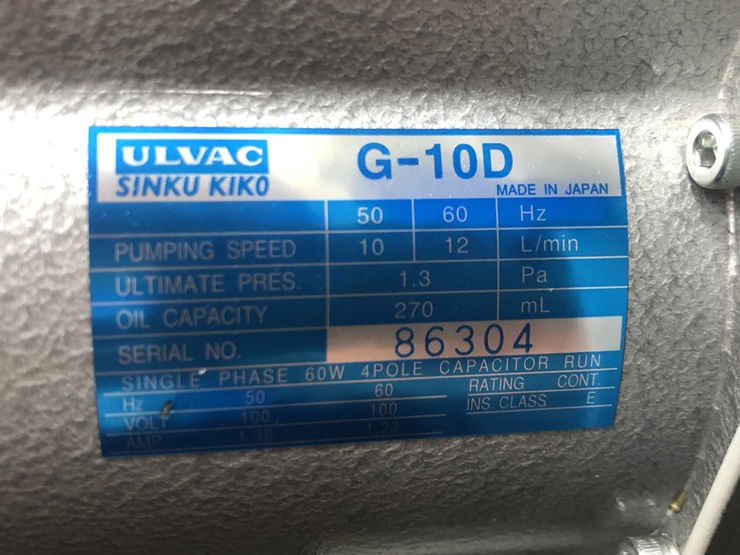 ULVAC
SINKU KIKO
G-10D
MADE IN JAPAN
50 60 Hz
PUMPING SPEED 10 12 L/min
ULTIMATE PRES. 1.3 Pa
OIL CAPACITY 270 mL
SERIAL NO. 86304
SINGLE PHASE 60W 4POLE CAPACITOR RUN
Hz 50 60 RATING CONT.
VOLT 100 100 INS.CLASS E
AMP 1.38 1.22